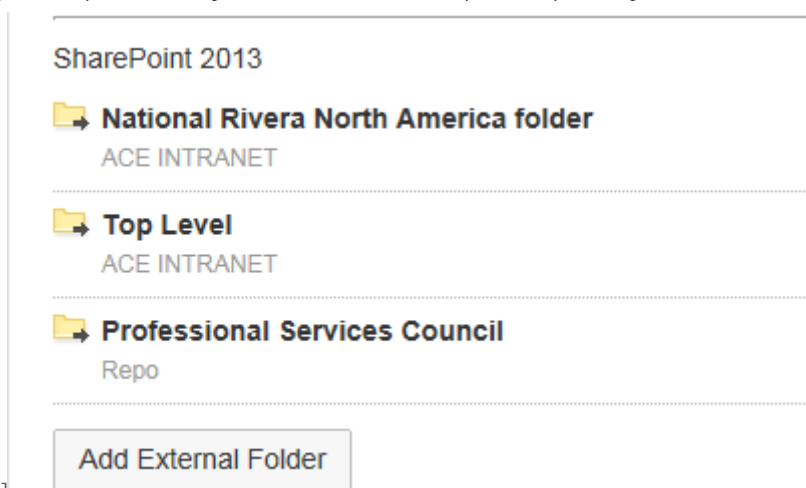 SharePoint 2013
National Rivera North America folder
ACE INTRANET
Top Level
ACE INTRANET
Professional Services Council
Repo
Add External Folder